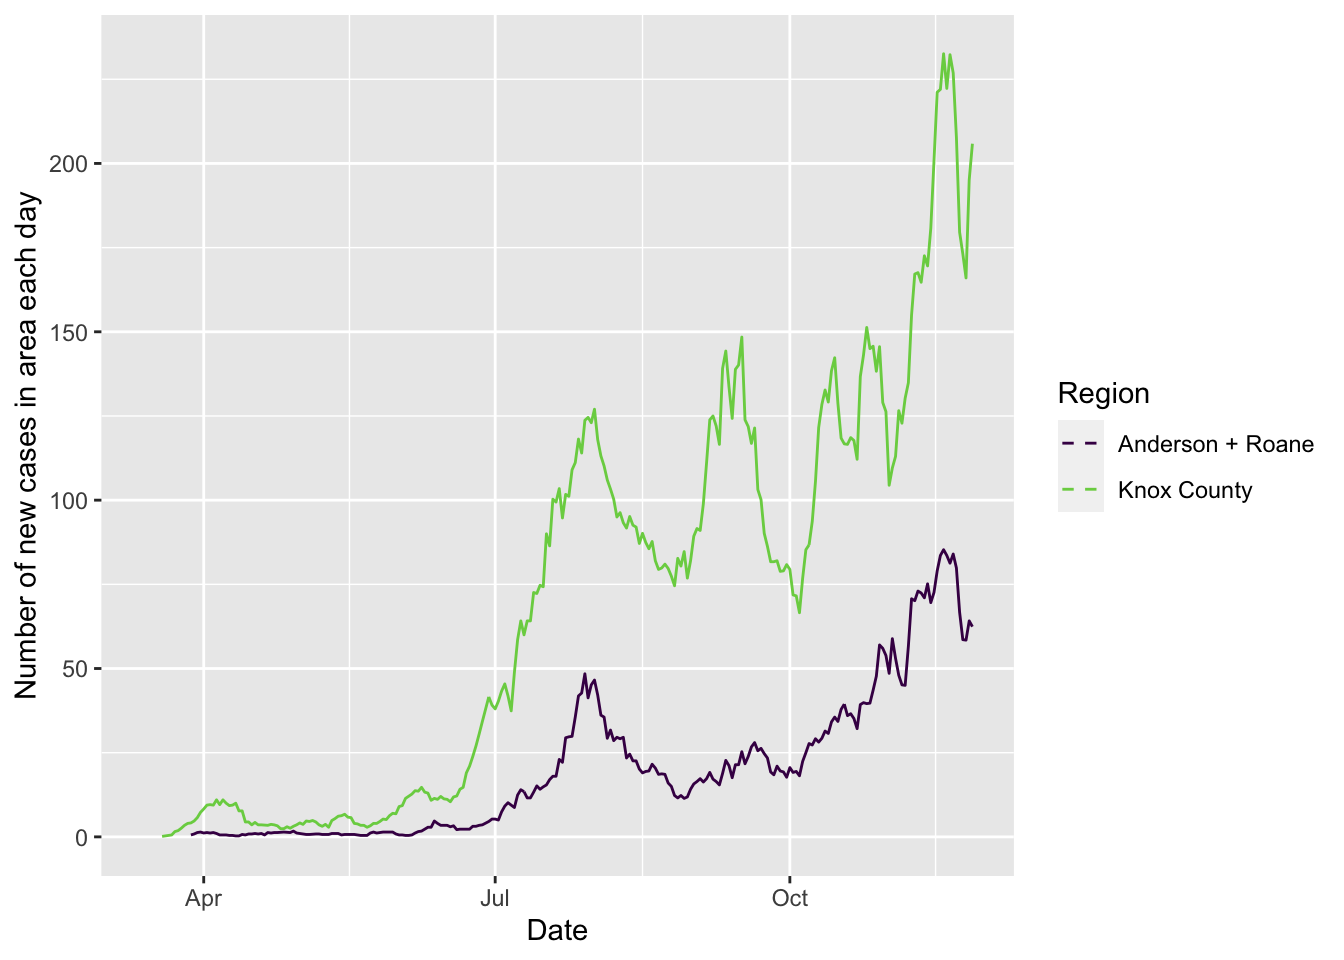 Number of new cases in area each day
200
150
100
50
0
Apr
Jul
Oct
Date
Region
Anderson + Roane
Knox County